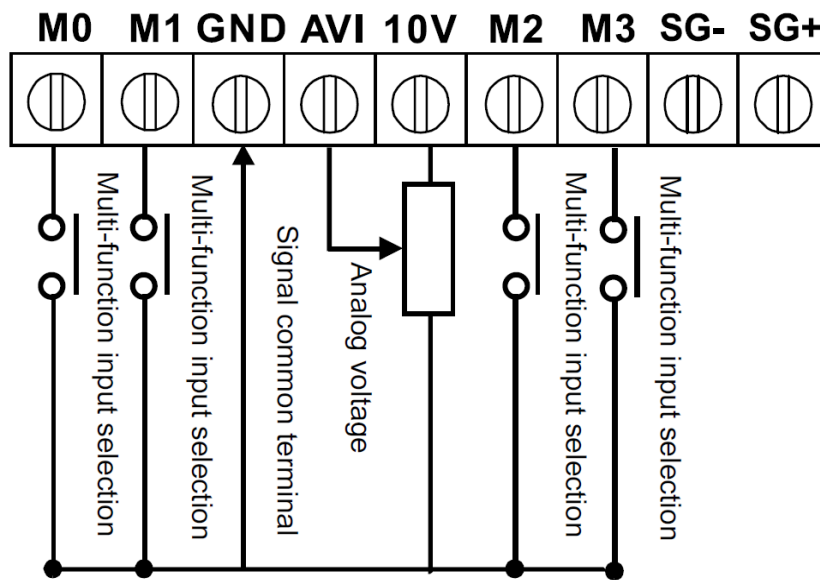 M0 M1 GND AVI 10V M2 M3 SG- SG+
Multi-function input selection
Multi-function input selection
Signal common terminal
Analog voltage
Multi-function input selection
Multi-function input selection